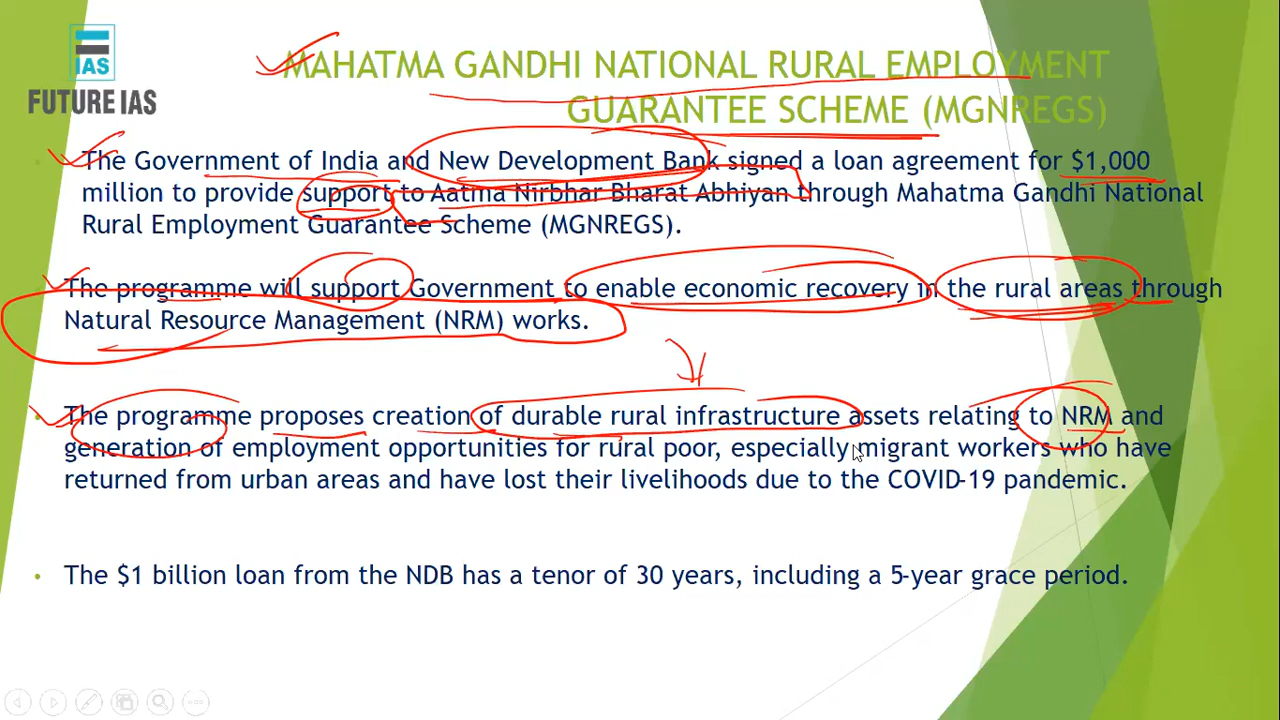 IAS
FUTURE IAS
MAHATMA GANDHI NATIONAL RURAL EMPLOYMENT
GUARANTEE SCHEME (MGNREGS)
The Government of India and New Development Bank signed a loan agreement for $1,000
million to provide support to Aatma Nirbhar Bharat Abhiyan through Mahatma Gandhi National
Rural Employment Guarantee Scheme (MGNREGS).
The programme will support Government to enable economic recovery in the rural areas through
Natural Resource Management (NRM) works.
The programme proposes creation of durable rural infrastructure assets relating to NRM and
generation of employment opportunities for rural poor, especially migrant workers who have
returned from urban areas and have lost their livelihoods due to the COVID-19 pandemic.
The $1 billion loan from the NDB has a tenor of 30 years, including a 5-year grace period.